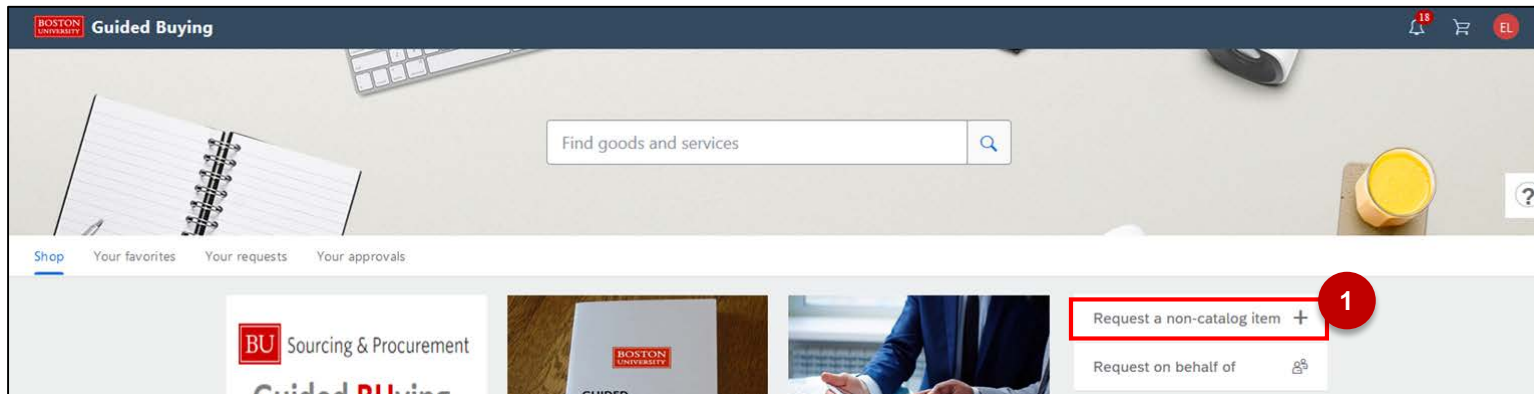 BOSTON
UNIVERSITY
Guided Buying
18
EL
Find goods and services
?
Shop Your favorites Your requests Your approvals
1
Request a non-catalog item +
BU Sourcing & Procurement
BOSTON
UNIVERSITY
Request on behalf of
Guided BUying
GUIDED